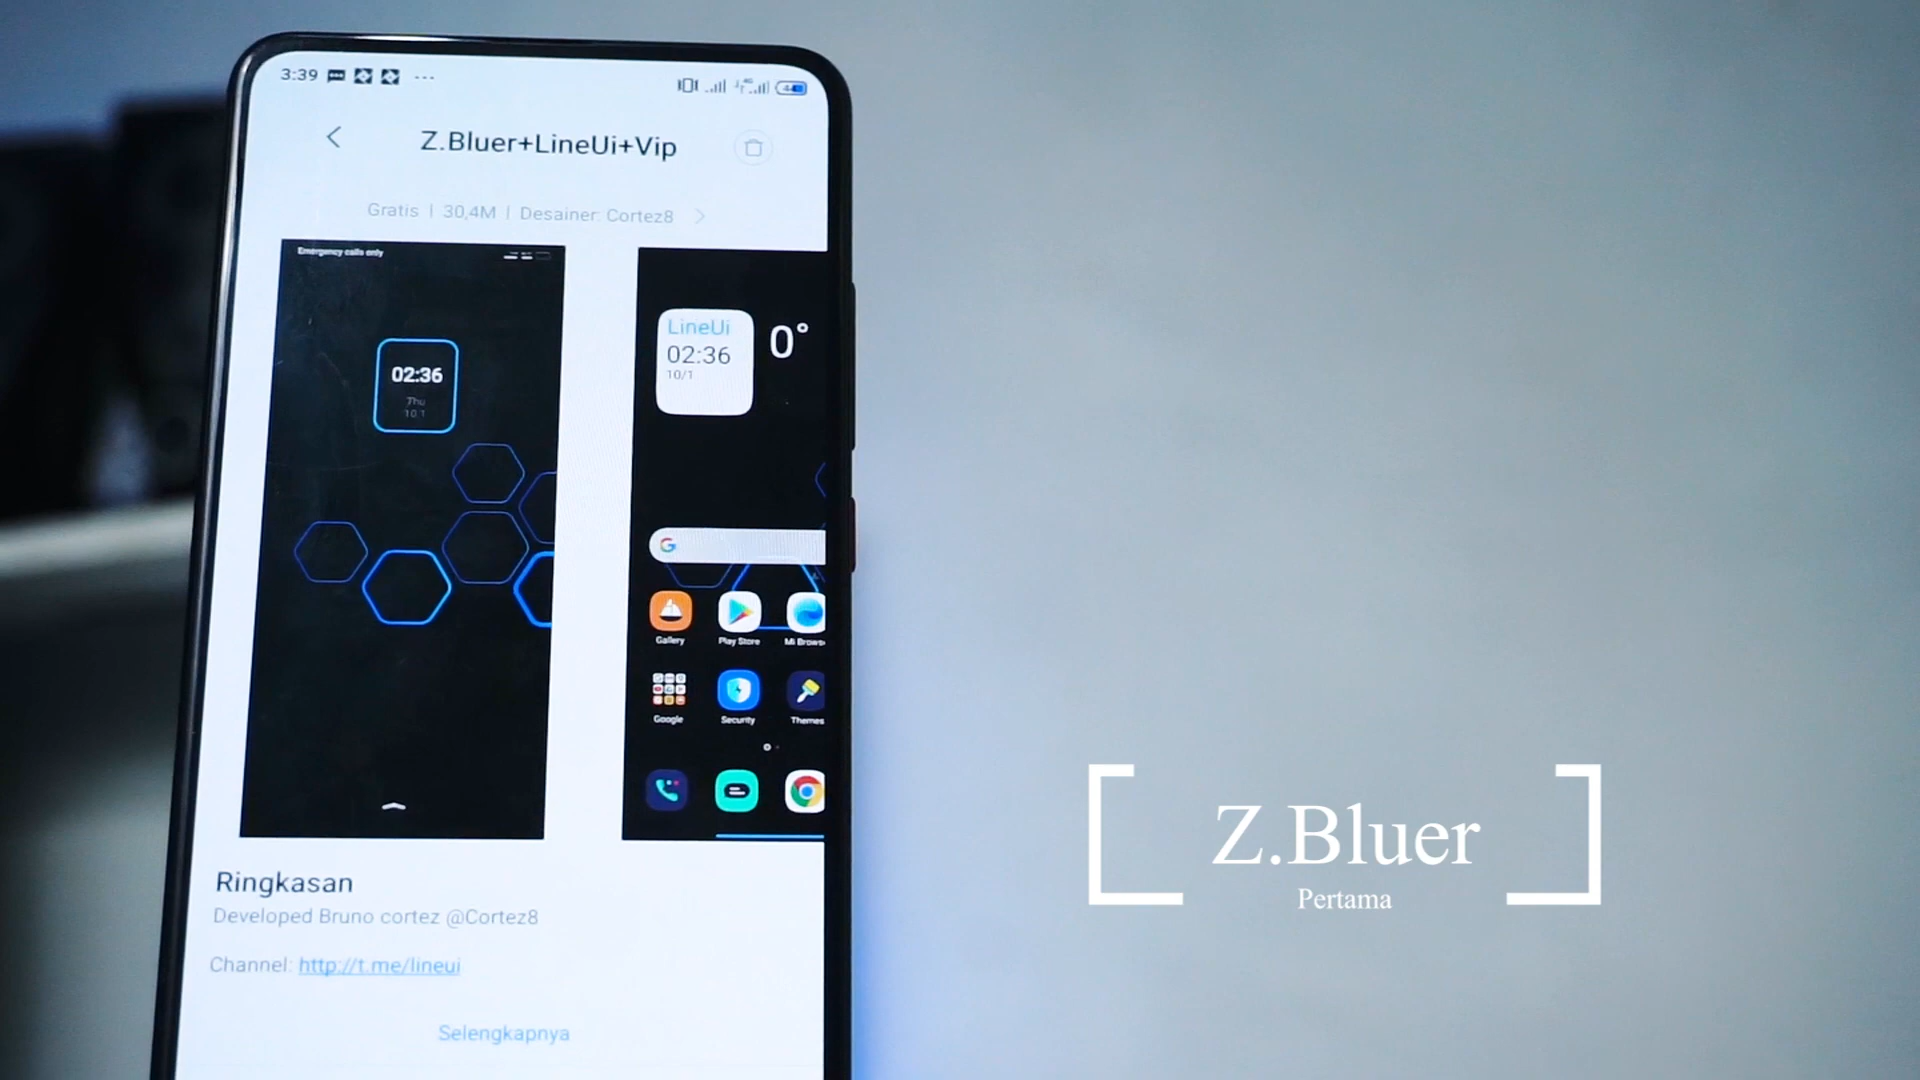 3:39
Z.Bluer+LineUi+Vip
Gratis | 30,4M | Desainer: Cortez8
Emergency calls only
02:36
Thu
10 1
LineUi
02:36
10/1
0°
Gallery
Play Store
Google
Security
Themes
Ringkasan
Developed Bruno cortez @Cortez8
Channel: http://t.me/lineui
Selengkapnya
Z.Bluer
Pertama